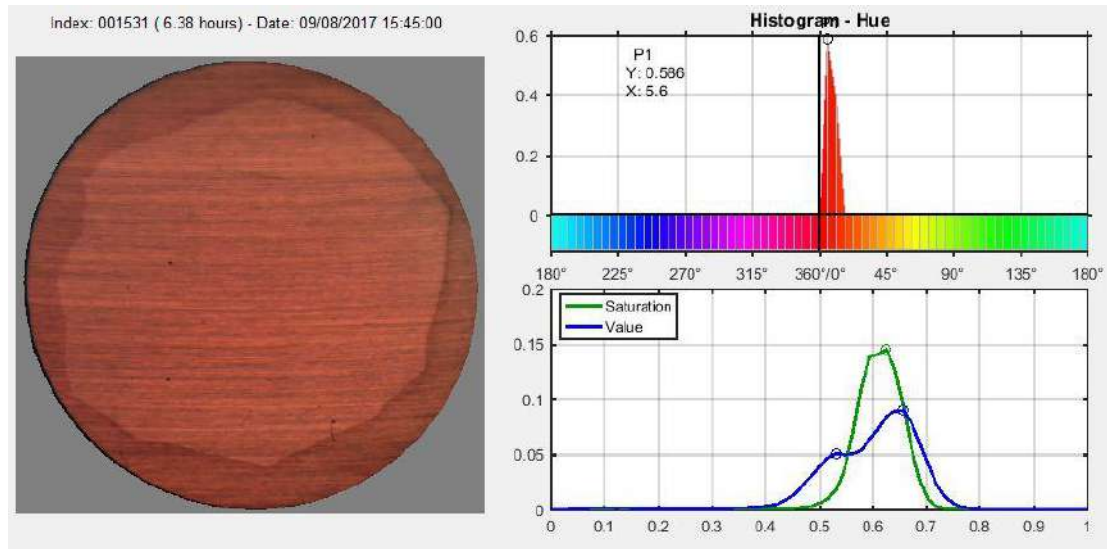 Index: 001531 ( 6.38 hours) - Date: 09/08/2017 15:45:00
Histogram - Hue
P1
0.6
0.4
0.2
0
P1
Y: 0.586
X: 5.6
180° 225° 270° 315° 360°/0° 45° 90° 135° 180°
0.2
0.15
0.1
0.05
0
Saturation
Value
0 0.1 0.2 0.3 0.4 0.5 0.6 0.7 0.8 0.9 1